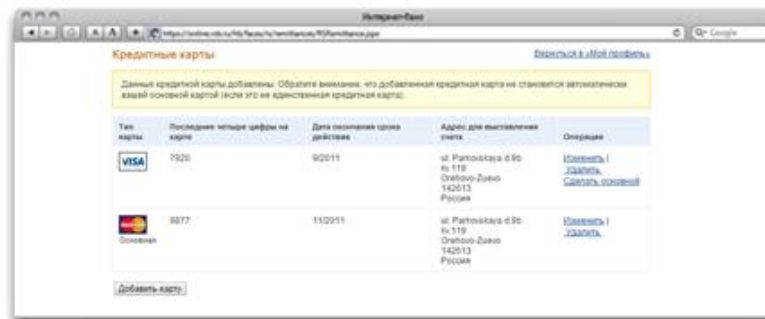 Интернет-банк
Google
Кредитные карты
Вернуться в «Мой профиль»
Данные кредитной карты добавлены. Обратите внимание, что добавленная кредитная карта не становится автоматически
вашей основной картой (если это не единственная кредитная карта).
Тип карты
Последние четыре цифры на карте
Дата окончания срока действия
Адрес для выставления счета
Операция
VISA
7920
9/2011
ul. Parkovskaya d.9b
kv.119
Orehovo-Zuevo
142613
Россия
Изменить |
Удалить
Сделать основной
Основная
9877
11/2011
ul. Parkovskaya d.9b
kv.119
Orehovo-Zuevo
142613
Россия
Изменить |
Удалить
Добавить карту